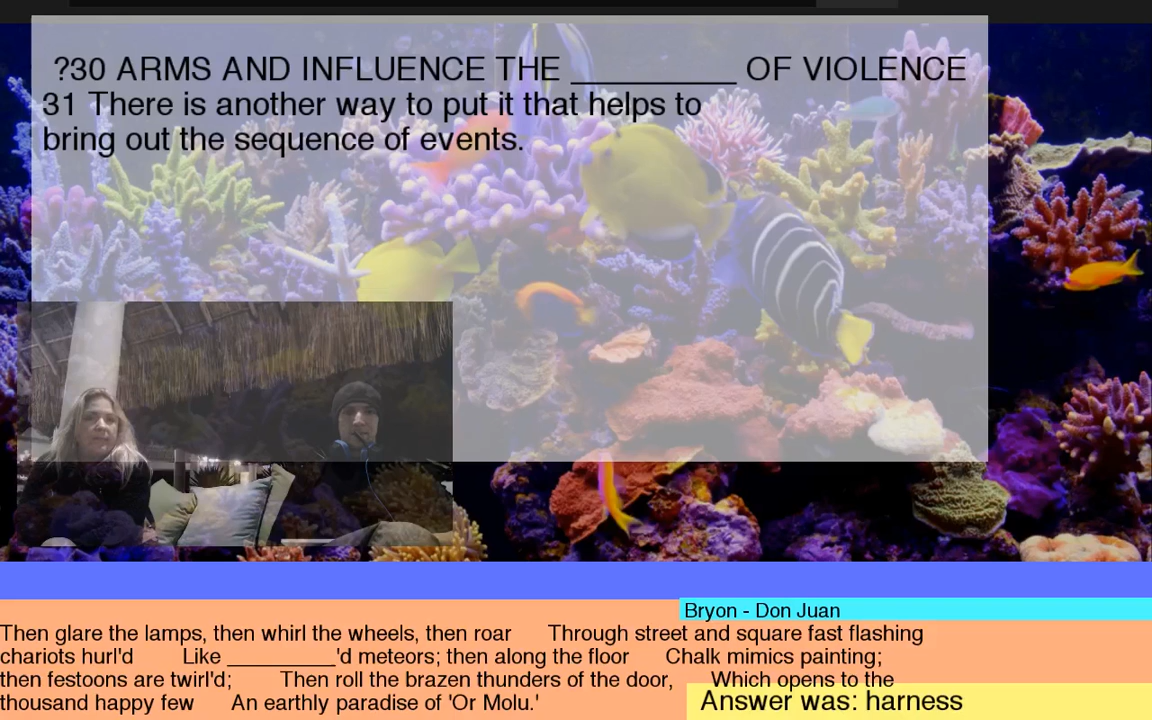 ?30 ARMS AND INFLUENCE THE __________ OF VIOLENCE
31 There is another way to put it that helps to
bring out the sequence of events.
Bryon - Don Juan
Then glare the lamps, then whirl the wheels, then roar Through street and square fast flashing
chariots hurl'd Like __________'d meteors; then along the floor Chalk mimics painting;
then festoons are twirl'd; Then roll the brazen thunders of the door, Which opens to the
thousand happy few An earthly paradise of 'Or Molu.'
Answer was: harness